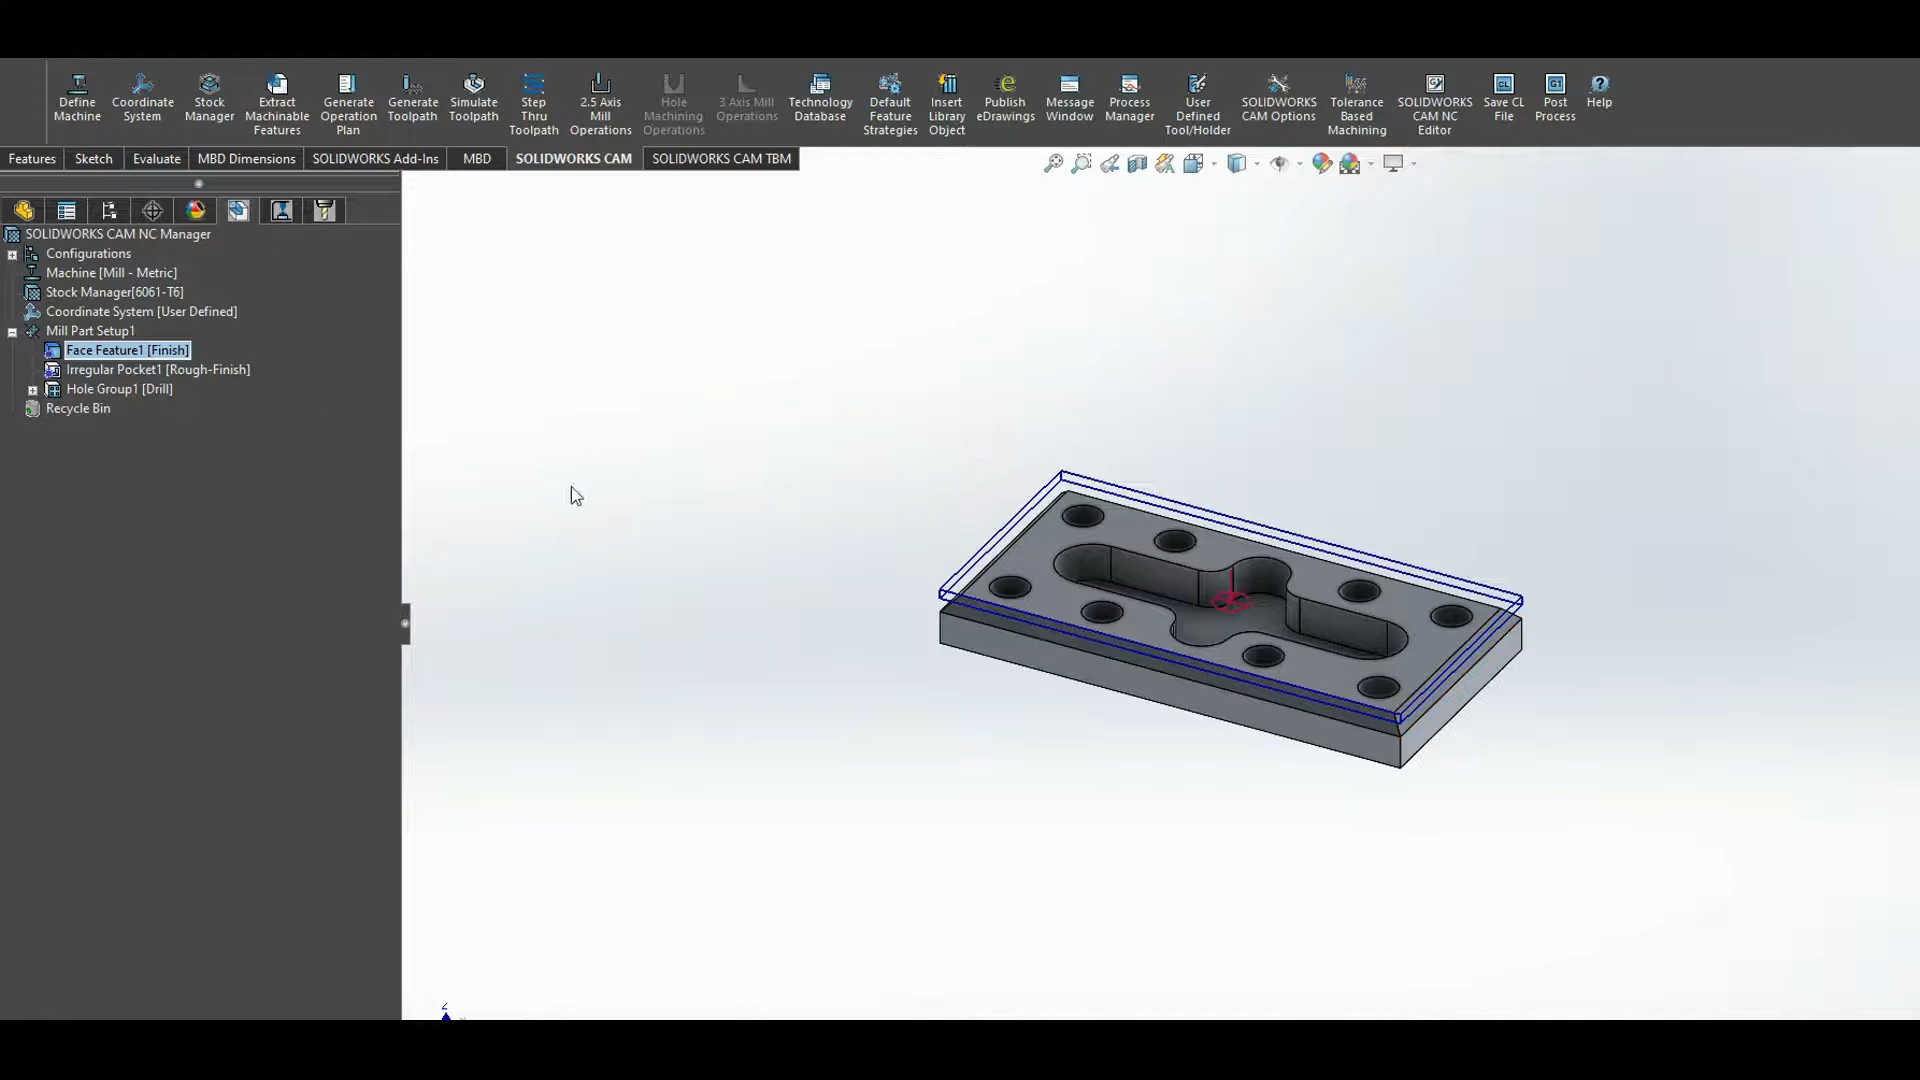 Define Machine
Coordinate System
Stock Manager
Extract Machinable Features
Generate Operation Plan
Generate Toolpath
Simulate Toolpath
Step Thru Toolpath
2.5 Axis Mill Operations
Hole Machining Operations
3 Axis Mill Operations
Technology Database
Default Feature Strategies
Insert Library Object
Publish eDrawings
Message Window
Process Manager
User Defined Tool/Holder
SOLIDWORKS CAM Options
Tolerance Based Machining
SOLIDWORKS CAM NC Editor
Save CL File
Post Process
Help
Features
Sketch
Evaluate
MBD Dimensions
SOLIDWORKS Add-Ins
MBD
SOLIDWORKS CAM
SOLIDWORKS CAM TBM
SOLIDWORKS CAM NC Manager
Configurations
Machine [Mill - Metric]
Stock Manager[6061-T6]
Coordinate System [User Defined]
Mill Part Setup1
Face Feature1 [Finish]
Irregular Pocket1 [Rough-Finish]
Hole Group1 [Drill]
Recycle Bin